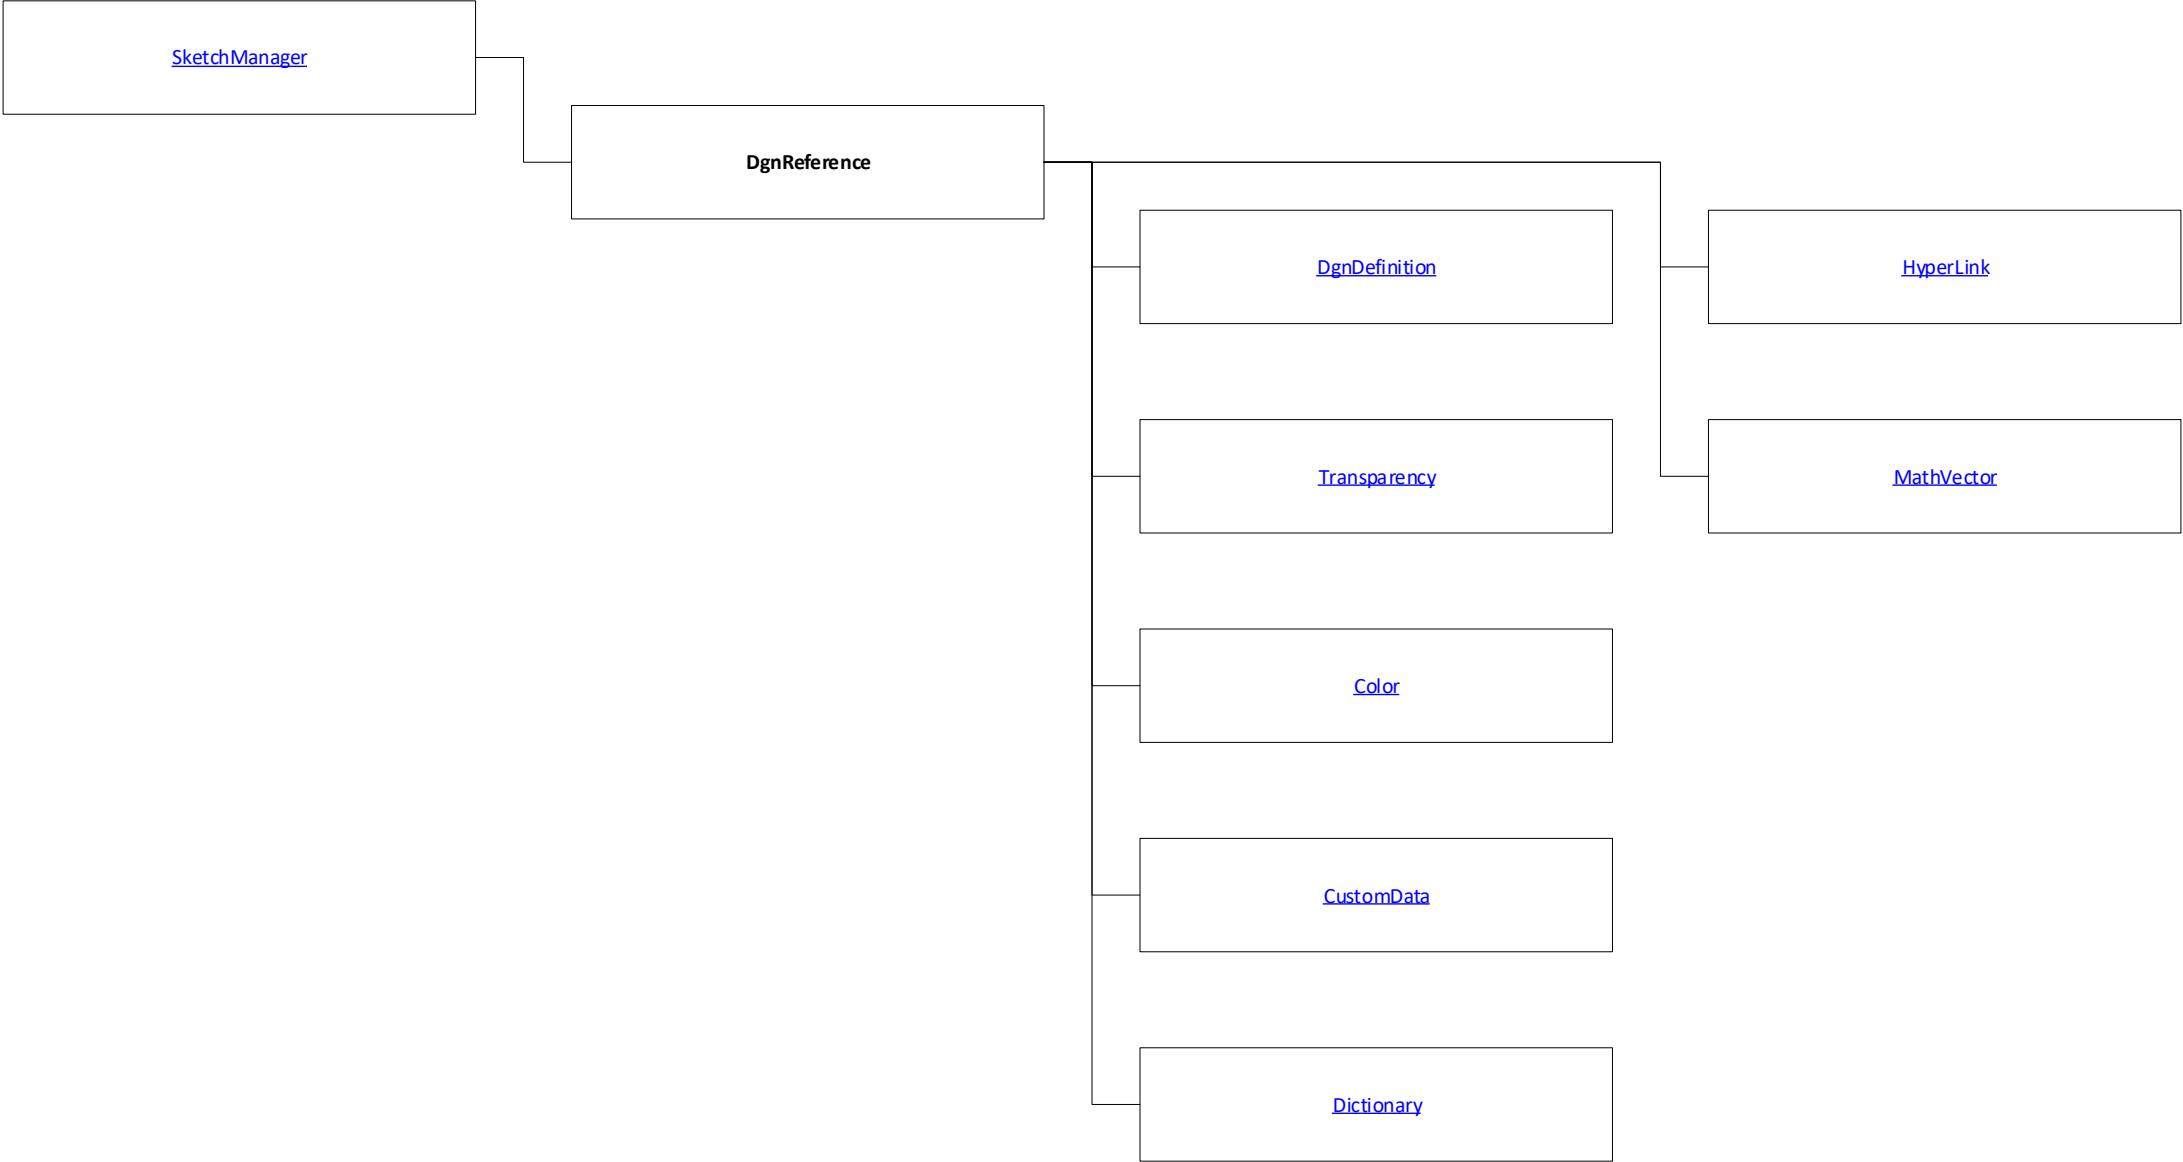 SketchManager
DgnReference
DgnDefinition
HyperLink
Transparency
MathVector
Color
CustomData
Dictionary